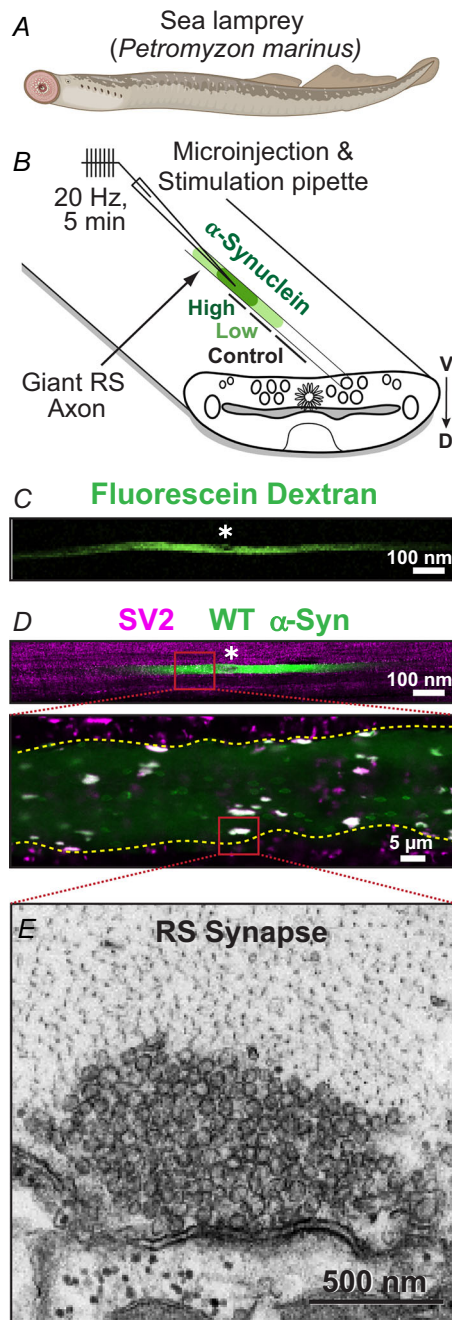 A
Sea lamprey
(Petromyzon marinus)
B
Microinjection &
Stimulation pipette
20 Hz,
5 min
α-Synuclein
High
Low
Control
Giant RS
Axon
V
D
C
Fluorescein Dextran
*
100 nm
D
SV2 WT α-Syn
*
100 nm
5 µm
E
RS Synapse
500 nm